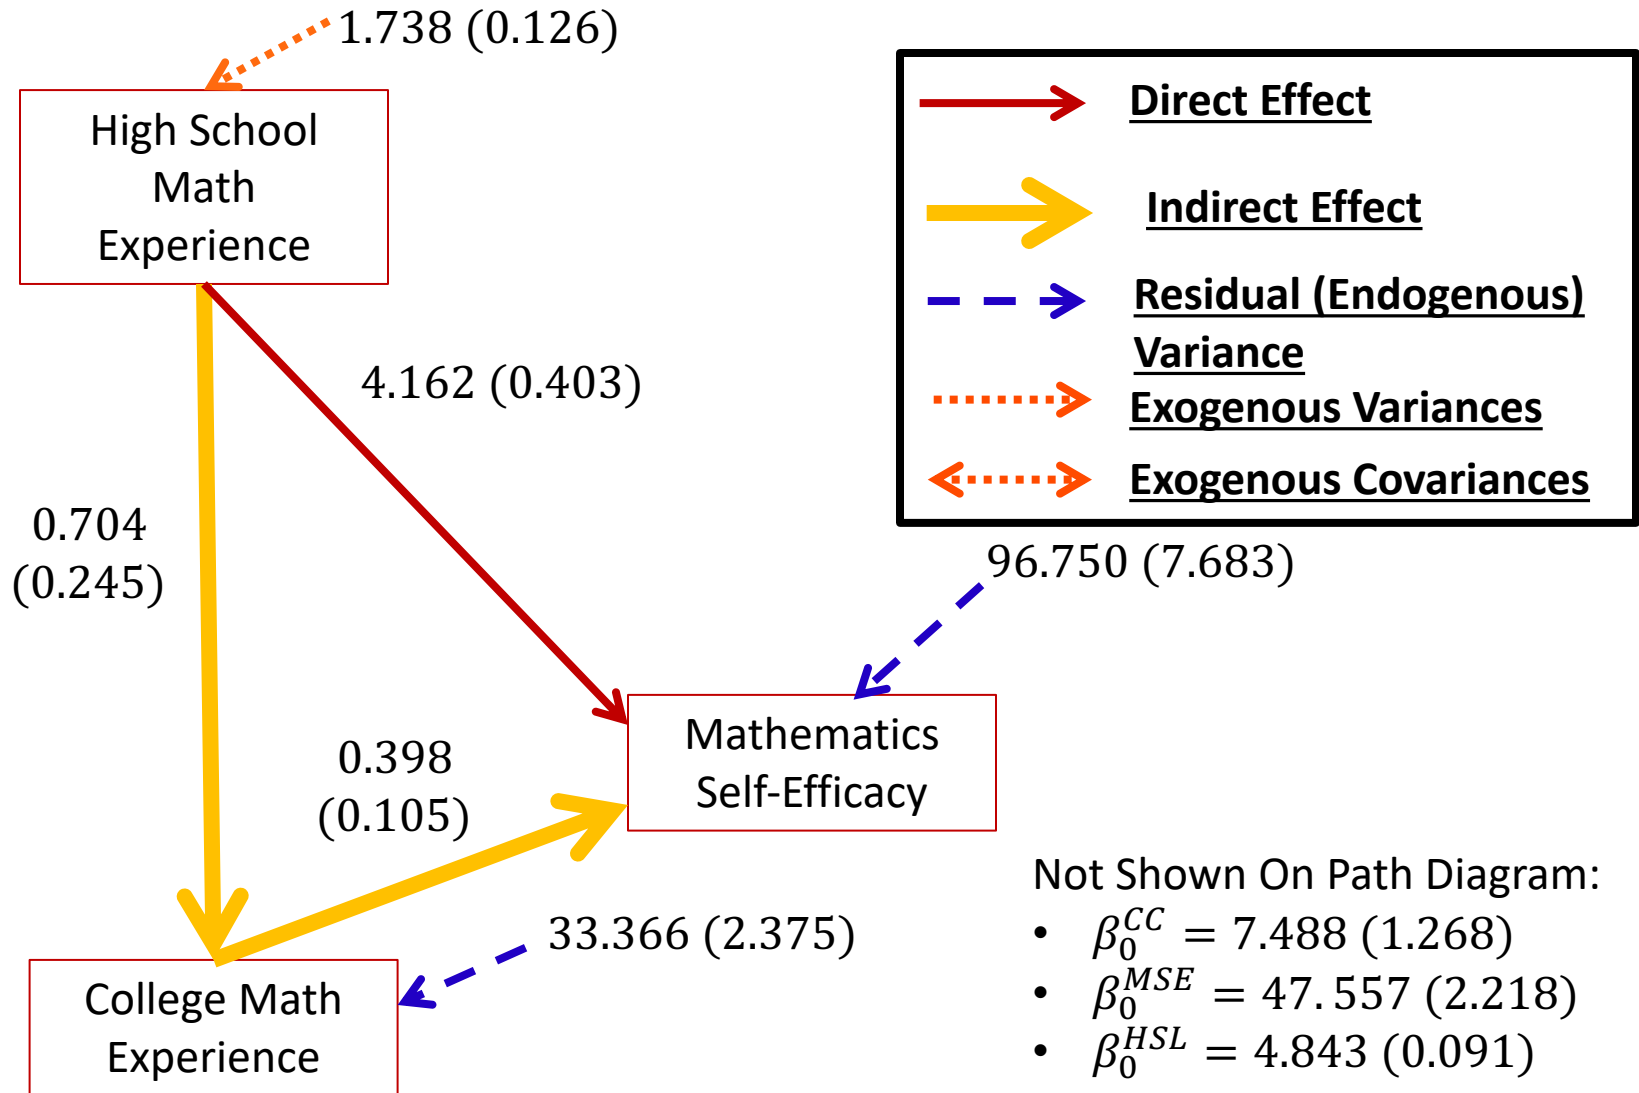 1.738 (0.126)
High School
Math
Experience
Direct Effect
Indirect Effect
Residual (Endogenous)
Variance
Exogenous Variances
Exogenous Covariances
4.162 (0.403)
0.704
(0.245)
96.750 (7.683)
Mathematics
Self-Efficacy
0.398
(0.105)
33.366 (2.375)
College Math
Experience
Not Shown On Path Diagram:
• β₀^CC = 7.488 (1.268)
• β₀^MSE = 47.557 (2.218)
• β₀^HSL = 4.843 (0.091)